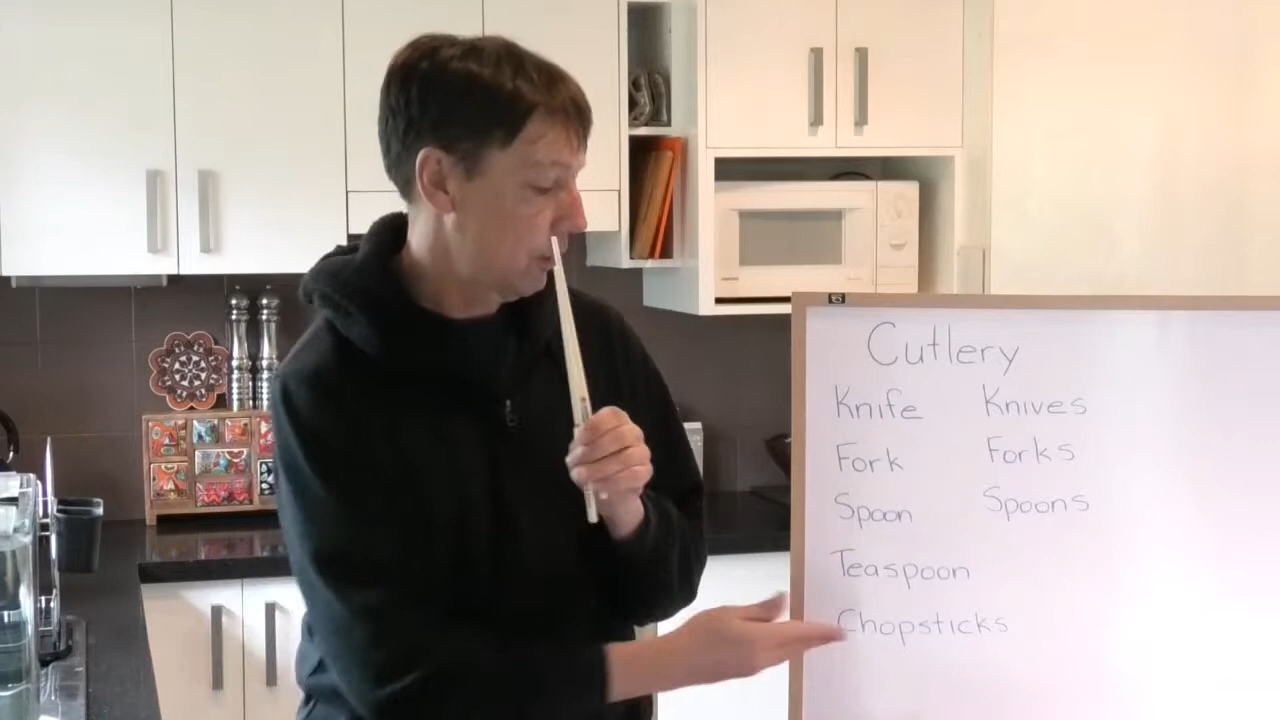 Cutlery
Knife Knives
Fork Forks
Spoon Spoons
Teaspoon
Chopsticks